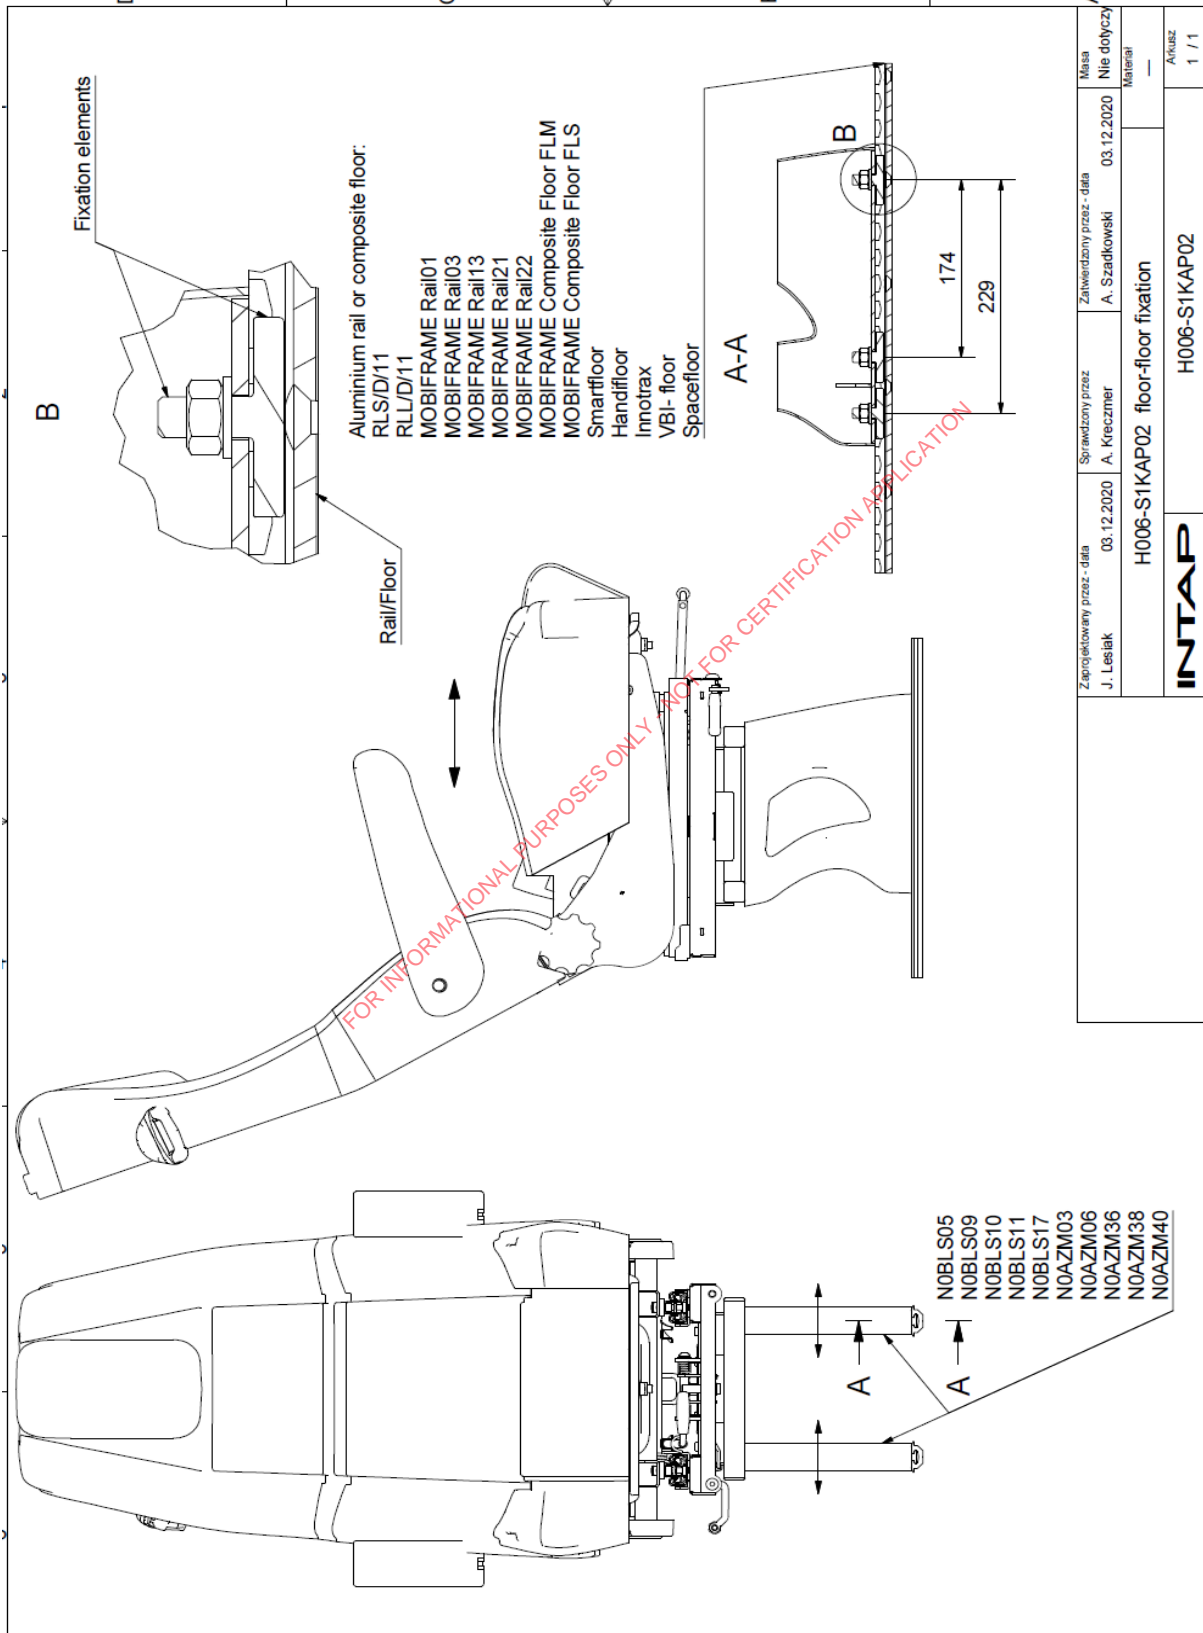 B
Fixation elements
Rail/Floor
Aluminium rail or composite floor:
RLS/D/11
RLL/D/11
MOBIFRAME Rail01
MOBIFRAME Rail03
MOBIFRAME Rail13
MOBIFRAME Rail21
MOBIFRAME Rail22
MOBIFRAME Composite Floor FLM
MOBIFRAME Composite Floor FLS
Smartfloor
Handifloor
Innotrax
VBI- floor
Spacefloor
A-A
B
174
229
FOR INFORMATIONAL PURPOSES ONLY - NOT FOR CERTIFICATION APPLICATION
A
A
N0BLS05
N0BLS09
N0BLS10
N0BLS11
N0BLS17
N0AZM03
N0AZM06
N0AZM36
N0AZM38
N0AZM40
Zaprojektowany przez - data
J. Lesiak 03.12.2020
Sprawdzony przez
A. Kreczmer
Zatwierdzony przez - data
A. Szadkowski 03.12.2020
Masa
Nie dotyczy
H006-S1KAP02 floor-floor fixation
Materiał
—
INTAP
H006-S1KAP02
Arkusz
1 / 1